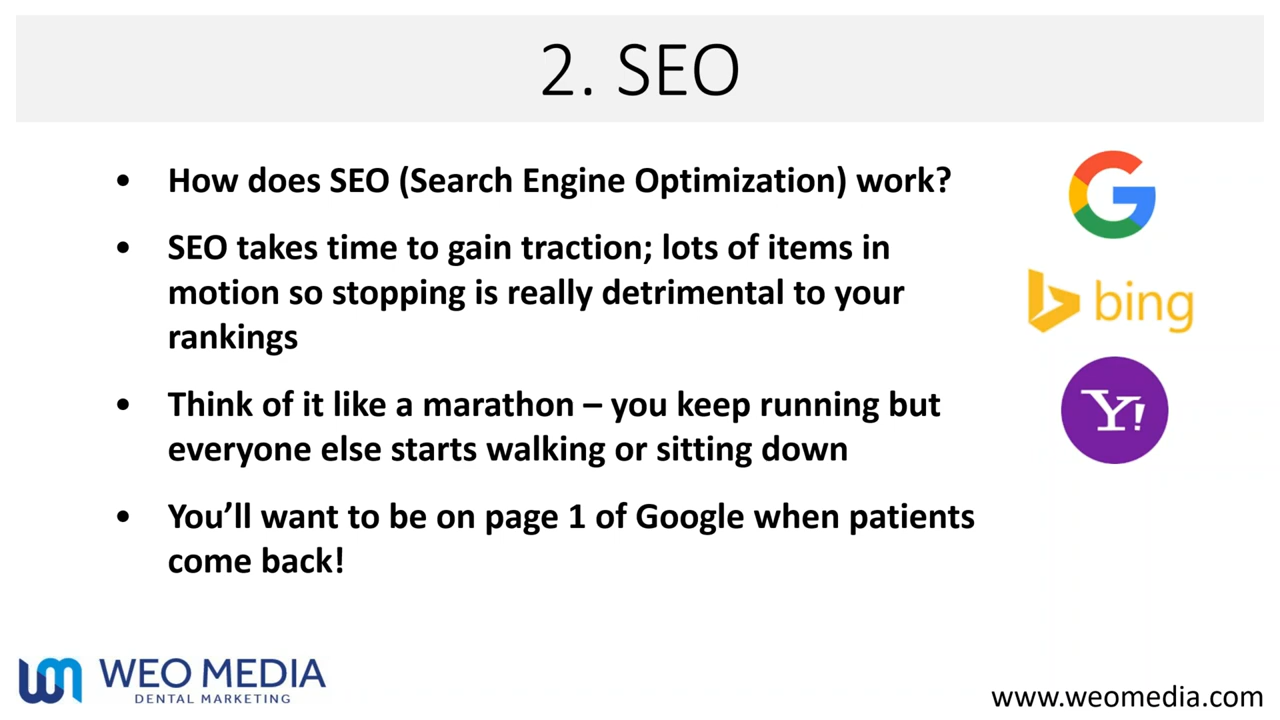 2. SEO
• How does SEO (Search Engine Optimization) work?
• SEO takes time to gain traction; lots of items in
motion so stopping is really detrimental to your
rankings
• Think of it like a marathon – you keep running but
everyone else starts walking or sitting down
• You’ll want to be on page 1 of Google when patients
come back!
G
bing
Y!
WEO MEDIA
DENTAL MARKETING
www.weomedia.com